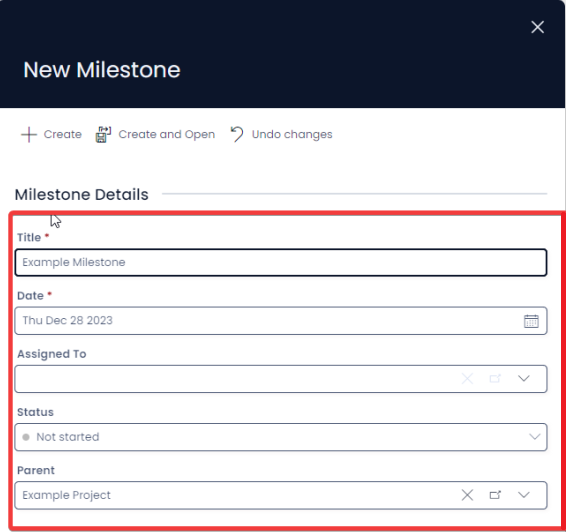 New Milestone
Create Create and Open Undo changes
Milestone Details
Title *
Example Milestone
Date *
Thu Dec 28 2023
Assigned To
Status
Not started
Parent
Example Project